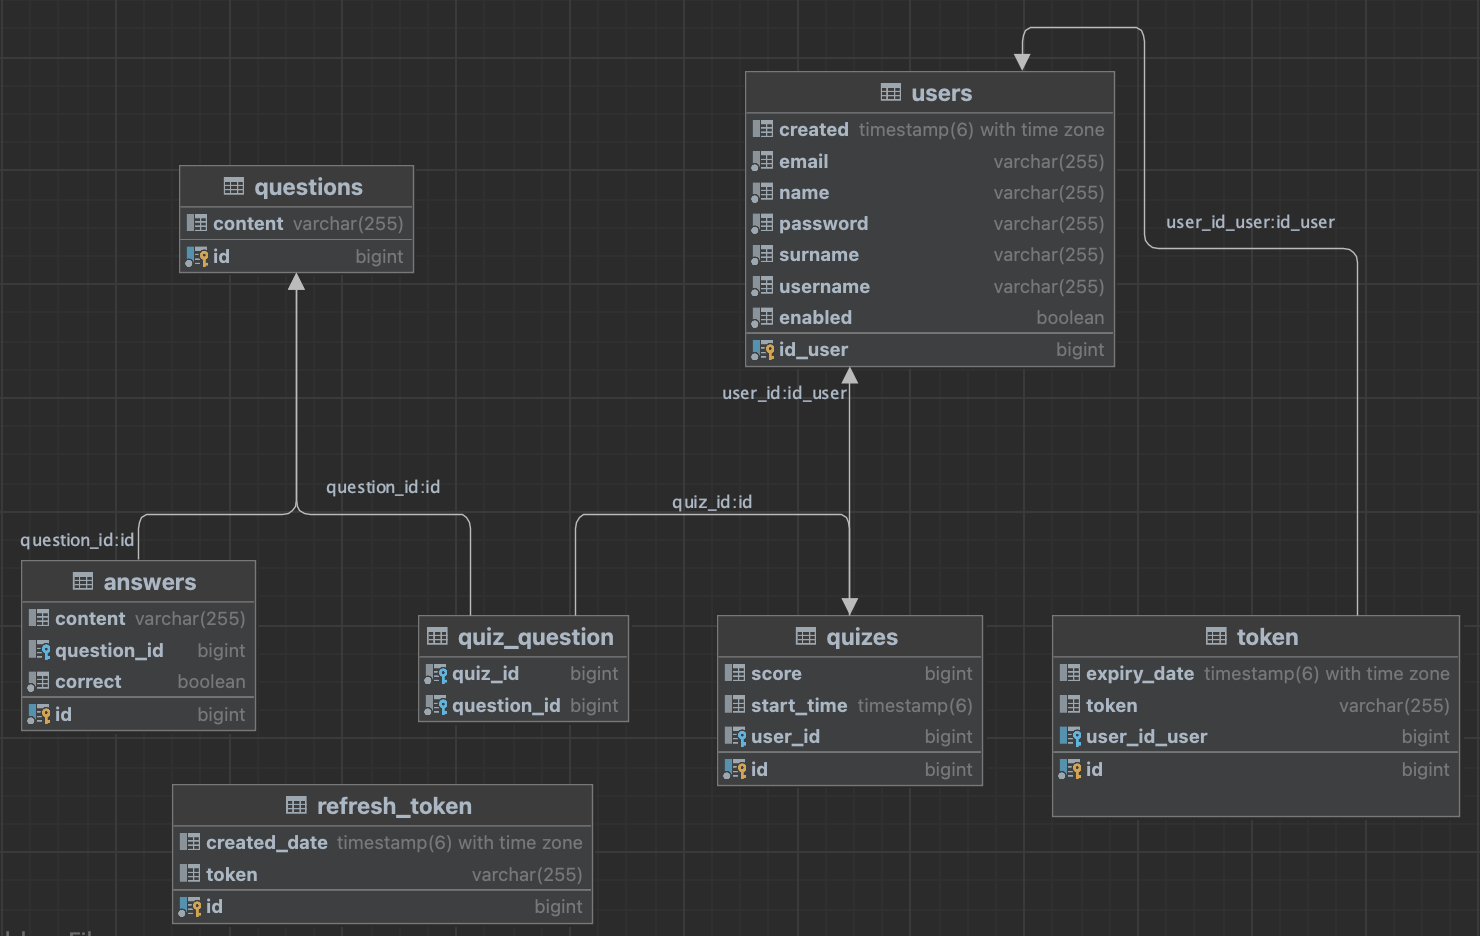 users
created timestamp(6) with time zone
email varchar(255)
name varchar(255)
password varchar(255)
surname varchar(255)
username varchar(255)
enabled boolean
id_user bigint
questions
content varchar(255)
id bigint
user_id_user:id_user
user_id:id_user
question_id:id
quiz_id:id
question_id:id
answers
content varchar(255)
question_id bigint
correct boolean
id bigint
quiz_question
quiz_id bigint
question_id bigint
quizes
score bigint
start_time timestamp(6)
user_id bigint
id bigint
token
expiry_date timestamp(6) with time zone
token varchar(255)
user_id_user bigint
id bigint
refresh_token
created_date timestamp(6) with time zone
token varchar(255)
id bigint